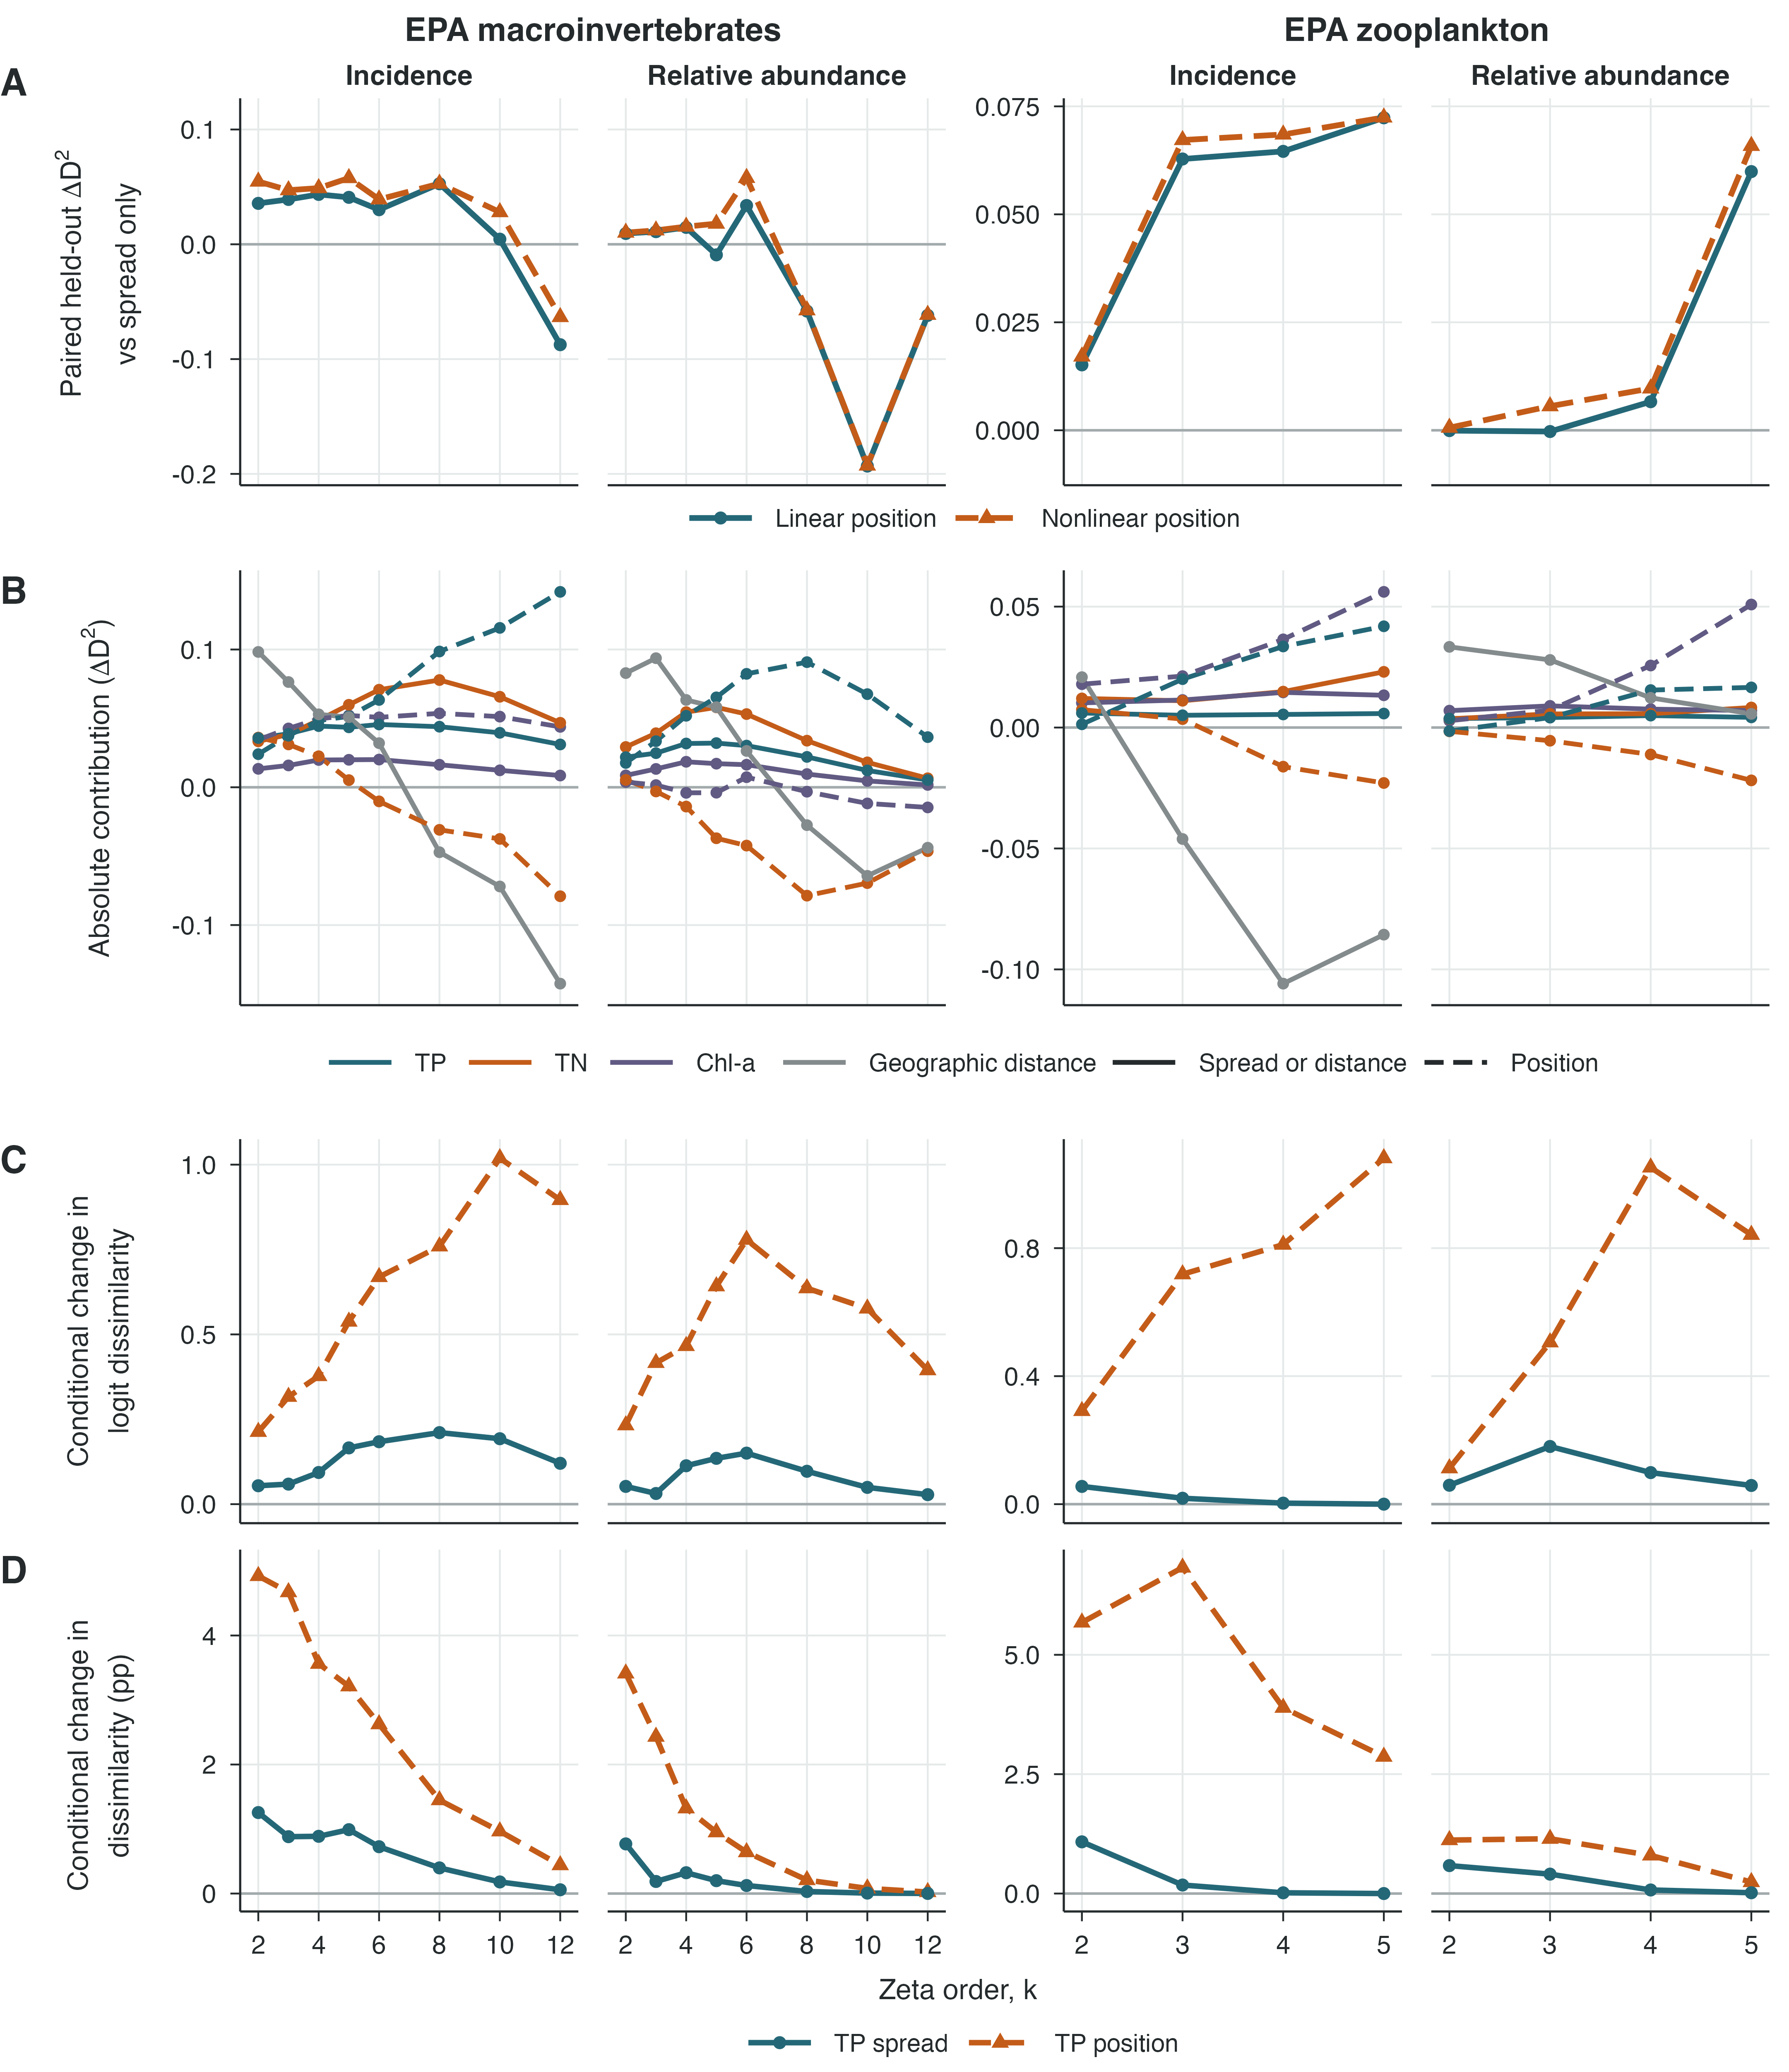 EPA macroinvertebrates
EPA zooplankton
A
Incidence
Relative abundance
Incidence
Relative abundance
Paired held-out ΔD²
vs spread only
0.1
0.0
-0.1
-0.2
0.075
0.050
0.025
0.000
Linear position
Nonlinear position
B
Absolute contribution (ΔD²)
0.1
0.0
-0.1
0.05
0.00
-0.05
-0.10
TP
TN
Chl-a
Geographic distance
Spread or distance
Position
C
Conditional change in
logit dissimilarity
1.0
0.5
0.0
0.8
0.4
0.0
D
Conditional change in
dissimilarity (pp)
4
2
0
5.0
2.5
0.0
2 4 6 8 10 12
2 4 6 8 10 12
2 3 4 5
2 3 4 5
Zeta order, k
TP spread
TP position